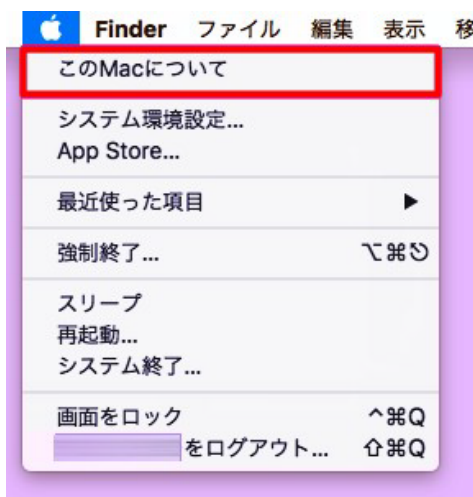 Finder ファイル 編集 表示 移
このMacについて
システム環境設定...
App Store...
最近使った項目 ▶
強制終了... ⌥⌘⎋
スリープ
再起動...
システム終了...
画面をロック ^⌘Q
をログアウト... ⇧⌘Q